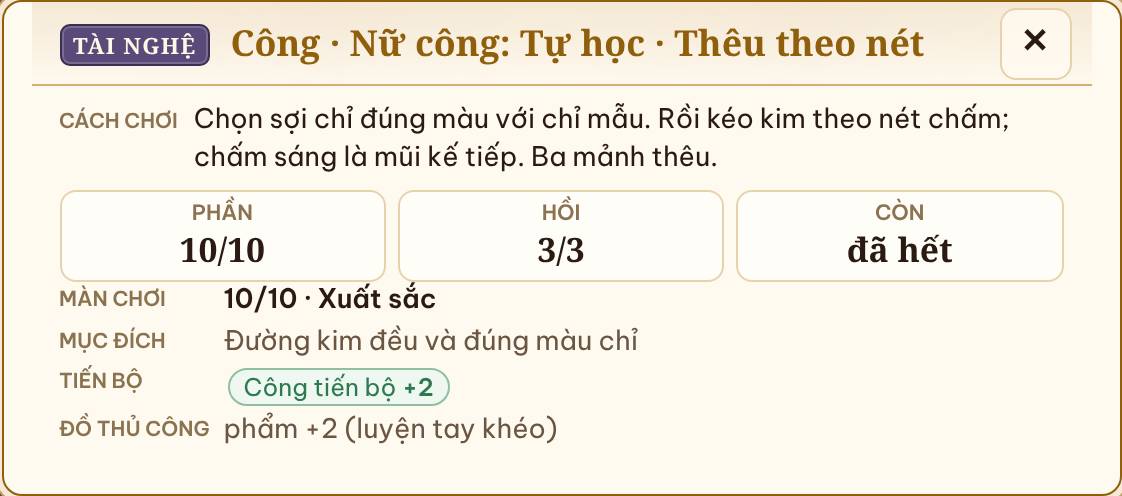 TÀI NGHỆ Công · Nữ công: Tự học · Thêu theo nét ×
CÁCH CHƠI Chọn sợi chỉ đúng màu với chỉ mẫu. Rồi kéo kim theo nét chấm;
chấm sáng là mũi kế tiếp. Ba mảnh thêu.
PHẦN HỒI CÒN
10/10 3/3 đã hết
MÀN CHƠI 10/10 · Xuất sắc
MỤC ĐÍCH Đường kim đều và đúng màu chỉ
TIẾN BỘ Công tiến bộ +2
ĐỒ THỦ CÔNG phẩm +2 (luyện tay khéo)